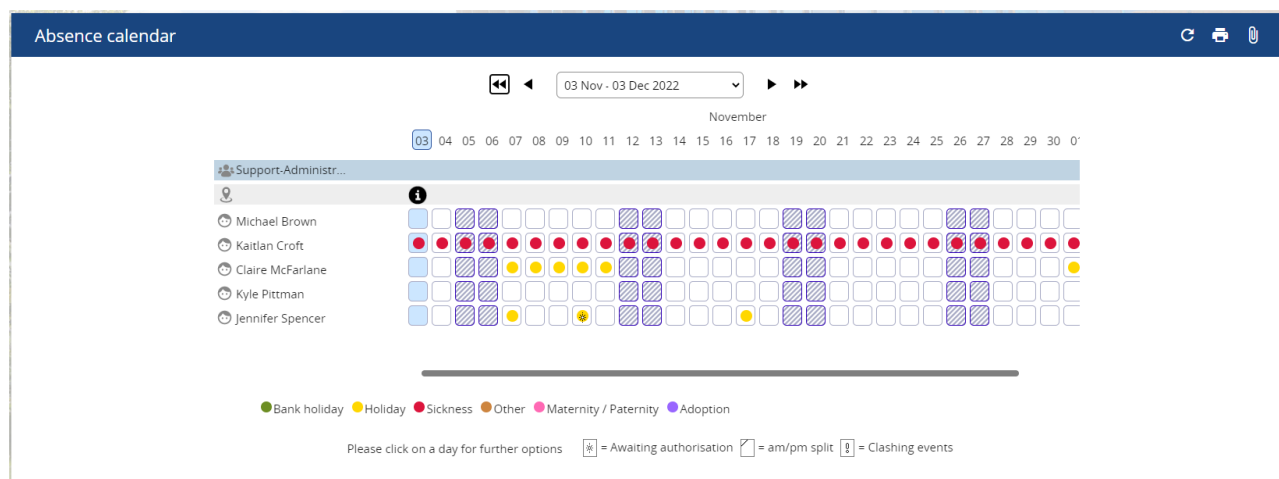 Absence calendar
03 Nov - 03 Dec 2022
November
03 04 05 06 07 08 09 10 11 12 13 14 15 16 17 18 19 20 21 22 23 24 25 26 27 28 29 30 01
Support-Administr...
Michael Brown
Kaitlan Croft
Claire McFarlane
Kyle Pittman
Jennifer Spencer
Bank holiday Holiday Sickness Other Maternity / Paternity Adoption
Please click on a day for further options = Awaiting authorisation = am/pm split = Clashing events